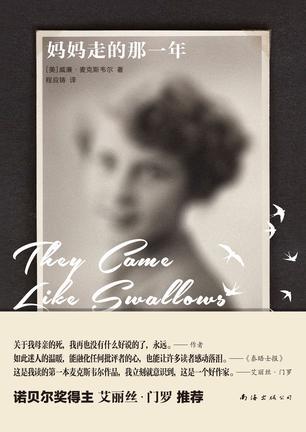 妈妈走的那一年
[美]威廉·麦克斯韦尔 著
程应铸 译
They Came
Like Swallows
关于我母亲的死，我再也没有什么好说的了，永远。——作者
如此迷人的温暖，能融化任何批评者的心，也能让许多读者感动落泪。——《泰晤士报》
这是我读的第一本麦克斯韦尔作品，我立刻就意识到，这是一个好作家。——艾丽丝·门罗
诺贝尔奖得主 艾丽丝·门罗 推荐
南海出版公司